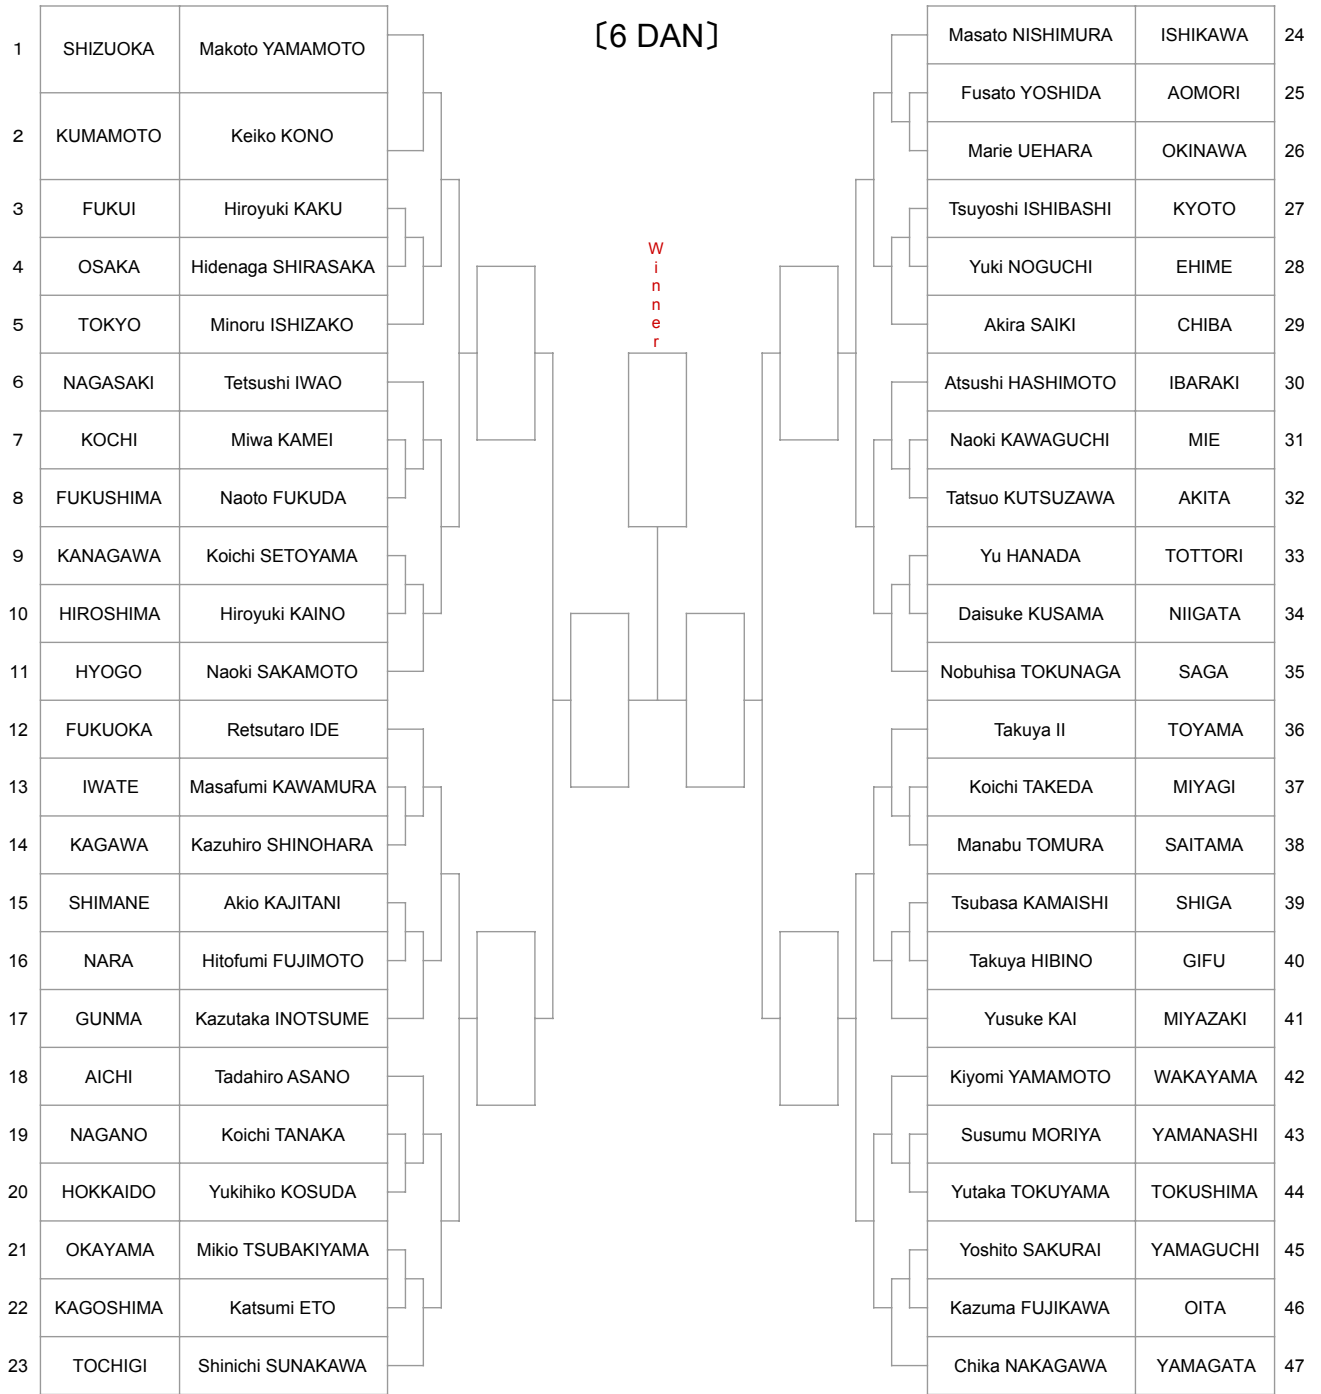 〔6 DAN〕
1 SHIZUOKA Makoto YAMAMOTO
2 KUMAMOTO Keiko KONO
3 FUKUI Hiroyuki KAKU
4 OSAKA Hidenaga SHIRASAKA
5 TOKYO Minoru ISHIZAKO
6 NAGASAKI Tetsushi IWAO
7 KOCHI Miwa KAMEI
8 FUKUSHIMA Naoto FUKUDA
9 KANAGAWA Koichi SETOYAMA
10 HIROSHIMA Hiroyuki KAINO
11 HYOGO Naoki SAKAMOTO
12 FUKUOKA Retsutaro IDE
13 IWATE Masafumi KAWAMURA
14 KAGAWA Kazuhiro SHINOHARA
15 SHIMANE Akio KAJITANI
16 NARA Hitofumi FUJIMOTO
17 GUNMA Kazutaka INOTSUME
18 AICHI Tadahiro ASANO
19 NAGANO Koichi TANAKA
20 HOKKAIDO Yukihiko KOSUDA
21 OKAYAMA Mikio TSUBAKIYAMA
22 KAGOSHIMA Katsumi ETO
23 TOCHIGI Shinichi SUNAKAWA
Winner
Masato NISHIMURA ISHIKAWA 24
Fusato YOSHIDA AOMORI 25
Marie UEHARA OKINAWA 26
Tsuyoshi ISHIBASHI KYOTO 27
Yuki NOGUCHI EHIME 28
Akira SAIKI CHIBA 29
Atsushi HASHIMOTO IBARAKI 30
Naoki KAWAGUCHI MIE 31
Tatsuo KUTSUZAWA AKITA 32
Yu HANADA TOTTORI 33
Daisuke KUSAMA NIIGATA 34
Nobuhisa TOKUNAGA SAGA 35
Takuya II TOYAMA 36
Koichi TAKEDA MIYAGI 37
Manabu TOMURA SAITAMA 38
Tsubasa KAMAISHI SHIGA 39
Takuya HIBINO GIFU 40
Yusuke KAI MIYAZAKI 41
Kiyomi YAMAMOTO WAKAYAMA 42
Susumu MORIYA YAMANASHI 43
Yutaka TOKUYAMA TOKUSHIMA 44
Yoshito SAKURAI YAMAGUCHI 45
Kazuma FUJIKAWA OITA 46
Chika NAKAGAWA YAMAGATA 47